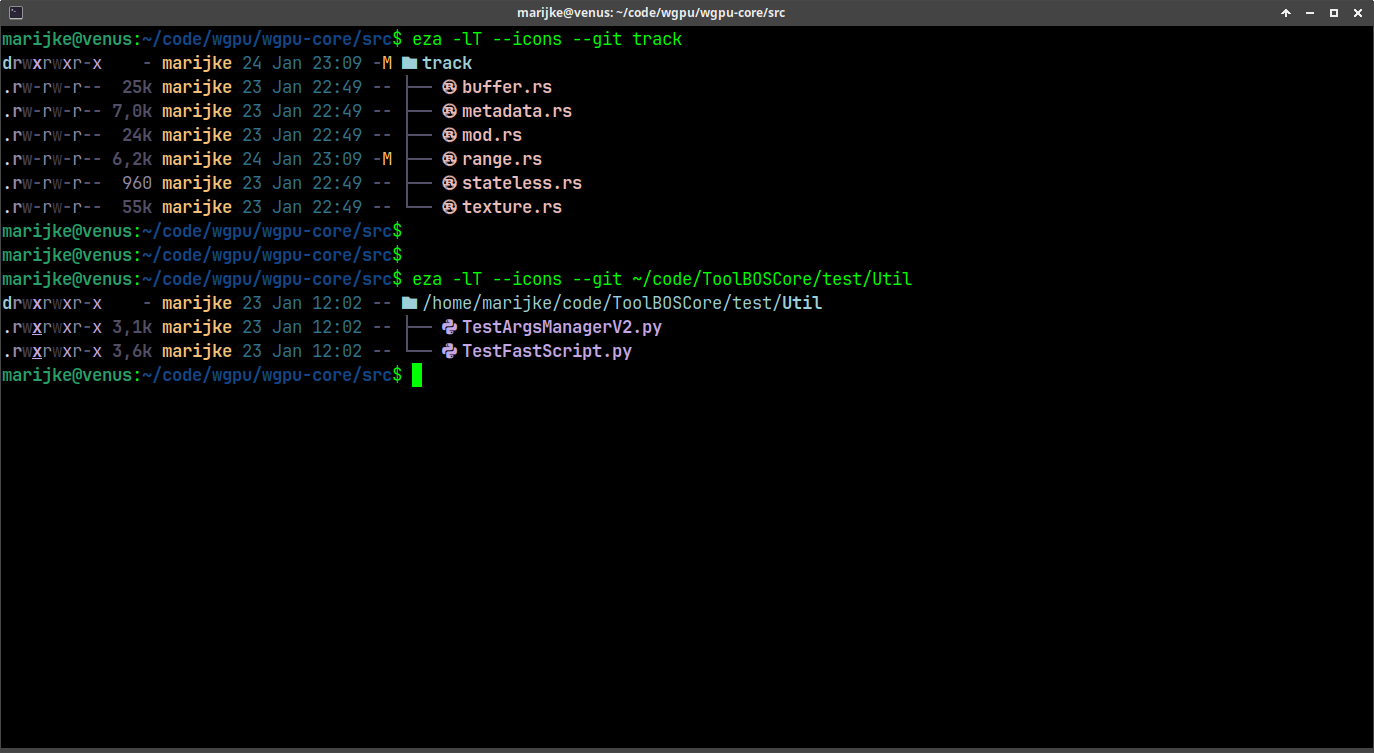 marijke@venus: ~/code/wgpu/wgpu-core/src
marijke@venus:~/code/wgpu/wgpu-core/src$ eza -lT --icons --git track
drwxrwxr-x    - marijke 24 Jan 23:09 -M track
.rw-rw-r--  25k marijke 23 Jan 22:49 -- ├── buffer.rs
.rw-rw-r-- 7,0k marijke 23 Jan 22:49 -- ├── metadata.rs
.rw-rw-r--  24k marijke 23 Jan 22:49 -- ├── mod.rs
.rw-rw-r-- 6,2k marijke 24 Jan 23:09 -M ├── range.rs
.rw-rw-r--  960 marijke 23 Jan 22:49 -- ├── stateless.rs
.rw-rw-r--  55k marijke 23 Jan 22:49 -- └── texture.rs
marijke@venus:~/code/wgpu/wgpu-core/src$
marijke@venus:~/code/wgpu/wgpu-core/src$
marijke@venus:~/code/wgpu/wgpu-core/src$ eza -lT --icons --git ~/code/ToolBOSCore/test/Util
drwxrwxr-x    - marijke 23 Jan 12:02 -- /home/marijke/code/ToolBOSCore/test/Util
.rwxrwxr-x 3,1k marijke 23 Jan 12:02 -- ├── TestArgsManagerV2.py
.rwxrwxr-x 3,6k marijke 23 Jan 12:02 -- └── TestFastScript.py
marijke@venus:~/code/wgpu/wgpu-core/src$